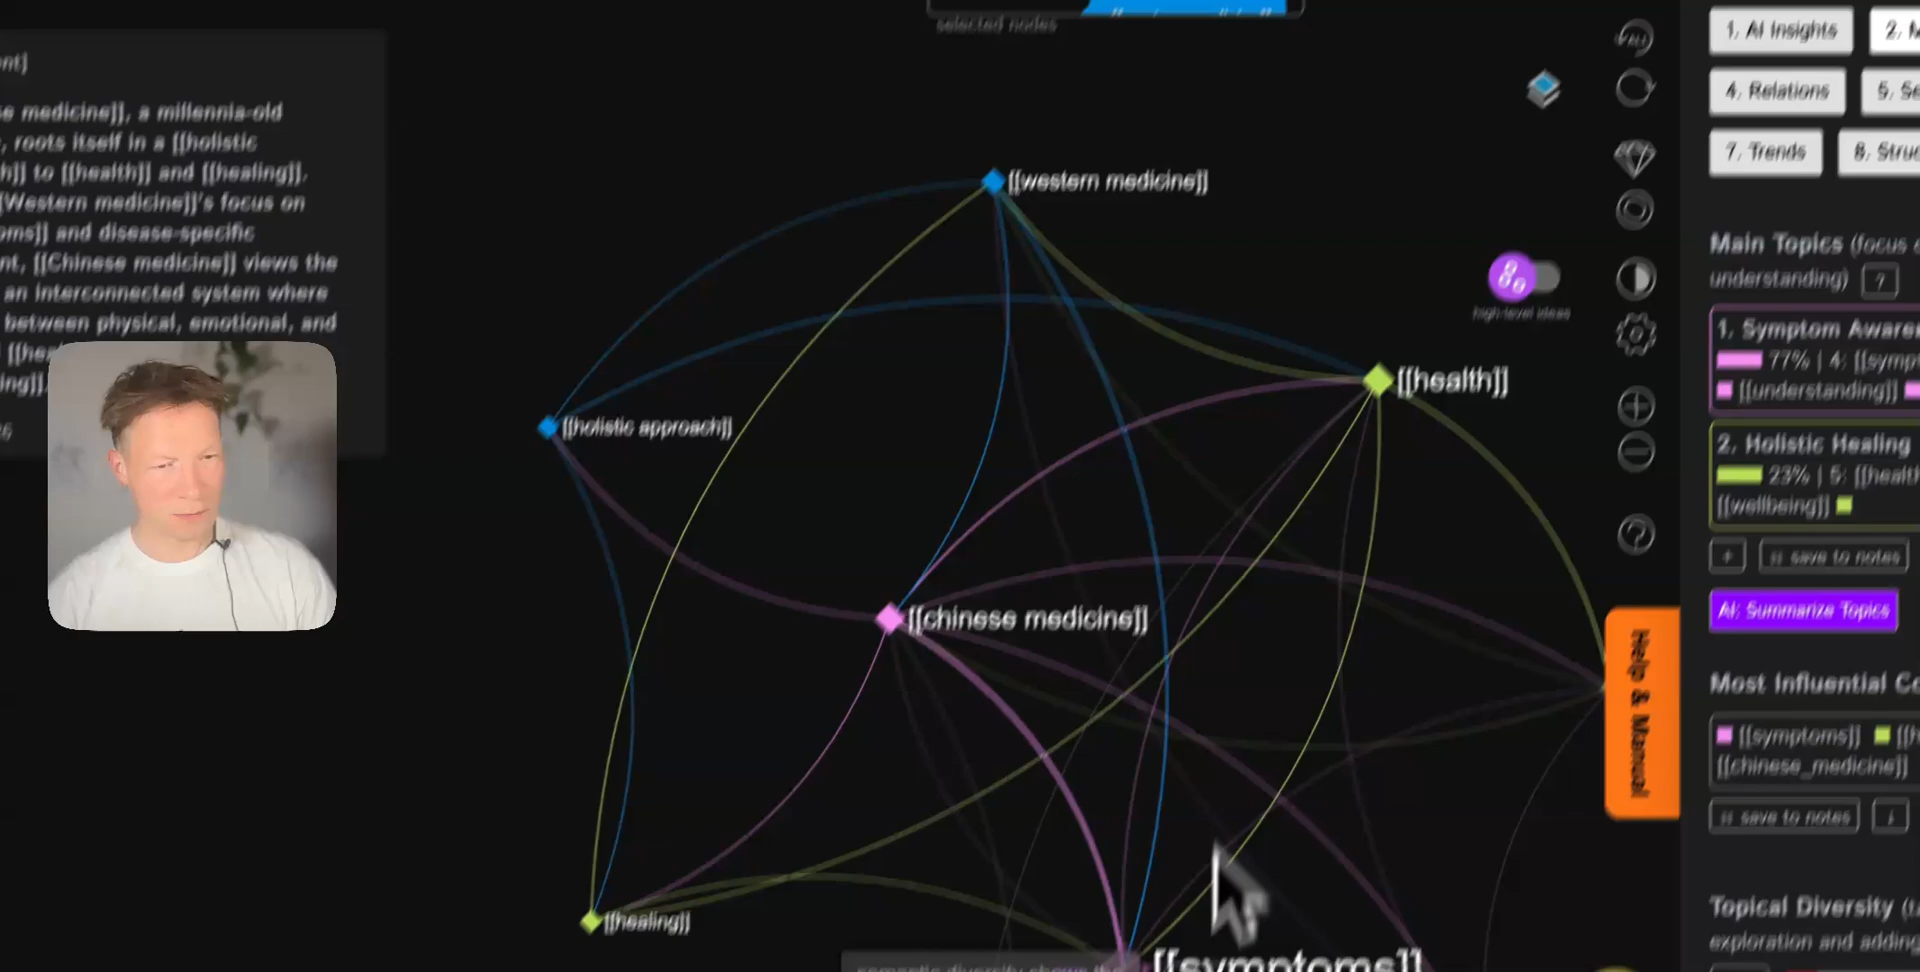 selected nodes
medicine]], a millennia-old
, roots itself in a [[holistic
h]] to [[health]] and [[healing]].
[Western medicine]]'s focus on
oms]] and disease-specific
nt, [[Chinese medicine]] views the
an interconnected system where
between physical, emotional, and
[[hea
ing]].
[[western medicine]]
[[health]]
[[holistic approach]]
[[chinese medicine]]
[[healing]]
[[symptoms]]
high-level ideas
Help & Manual
1. AI Insights
2. M
4. Relations
5. Se
7. Trends
8. Struc
Main Topics (focus
understanding) ?
1. Symptom Aware
77% | 4: [[symp
[[understanding]]
2. Holistic Healing
23% | 5: [[healt
[[wellbeing]]
+ :: save to notes
AI: Summarize Topics
Most Influential Co
[[symptoms]] [[h
[[chinese_medicine]]
:: save to notes i
Topical Diversity
exploration and adding